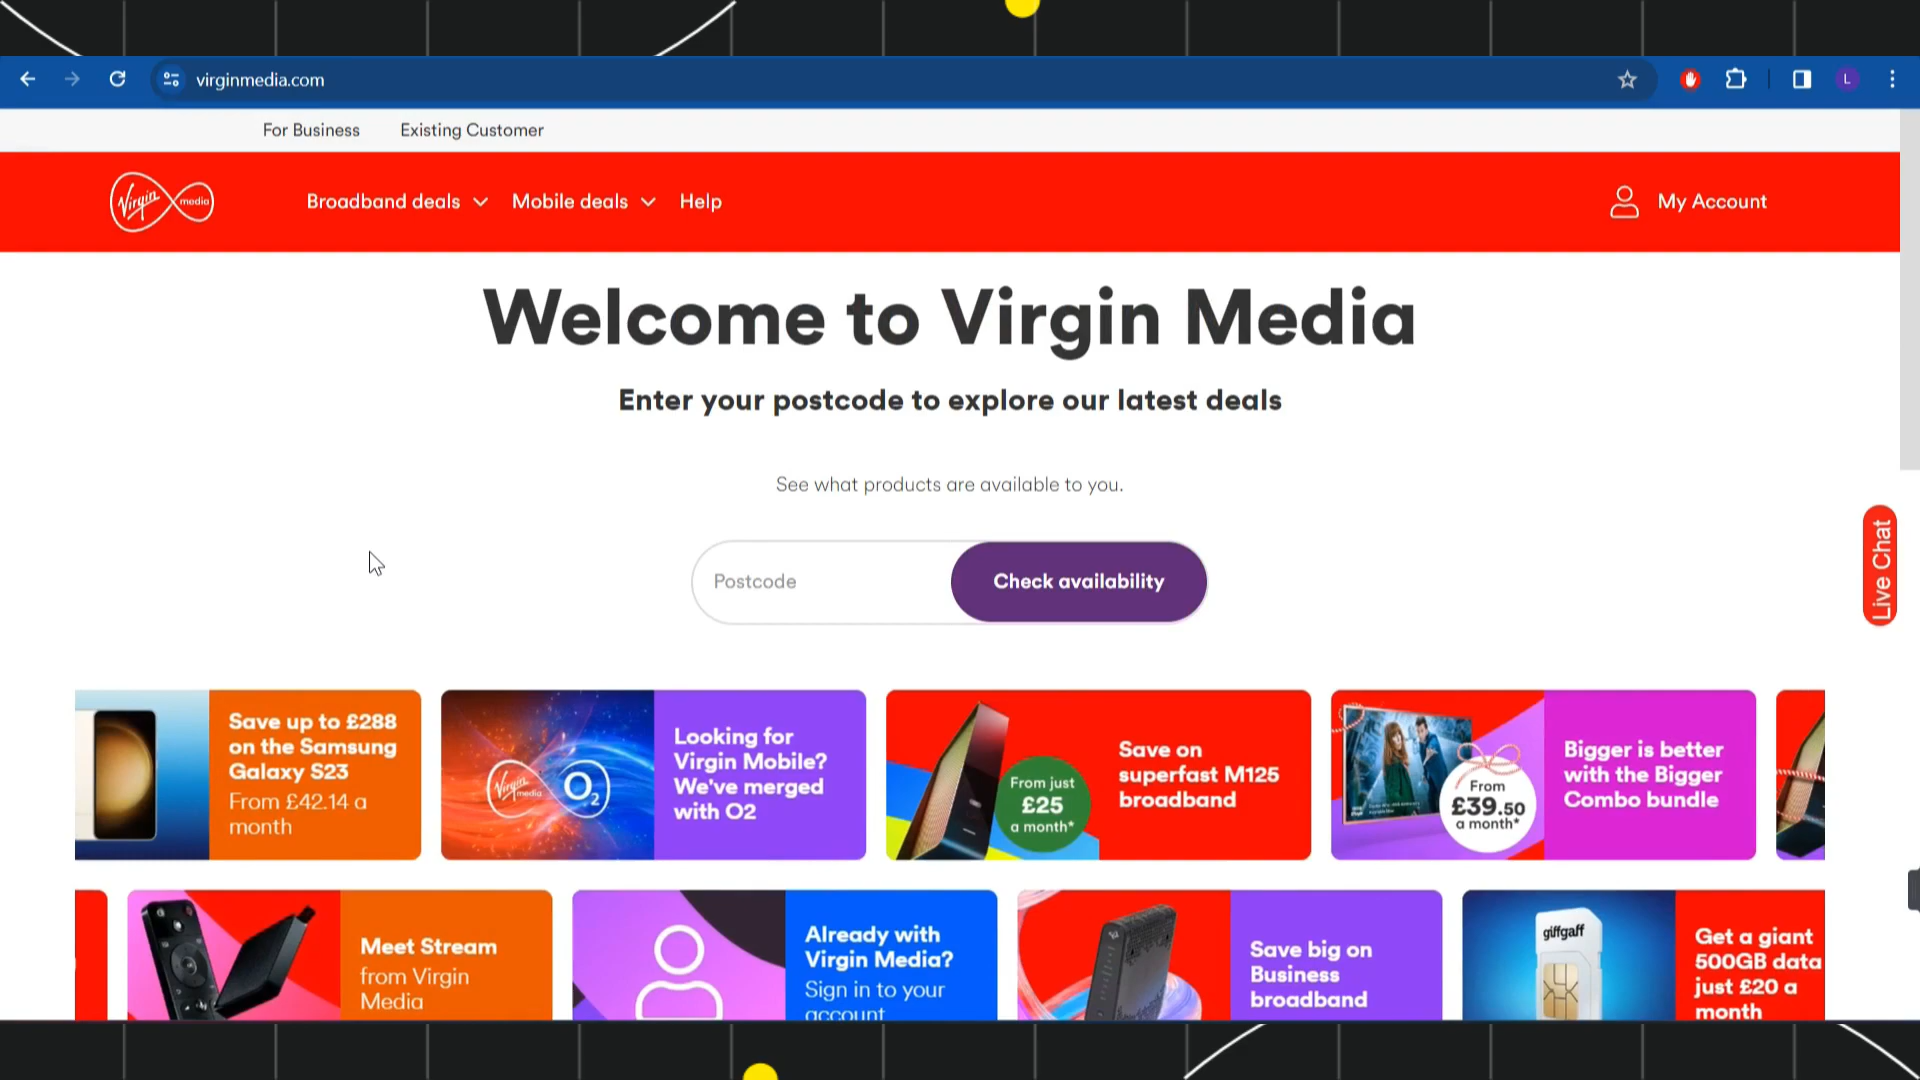 virginmedia.com
L
For Business
Existing Customer
Virgin media
Broadband deals
Mobile deals
Help
My Account
Welcome to Virgin Media
Enter your postcode to explore our latest deals
See what products are available to you.
Postcode
Check availability
Live Chat
Save up to £288
on the Samsung
Galaxy S23
From £42.14 a
month
Virgin media
O2
Looking for
Virgin Mobile?
We've merged
with O2
From just
£25
a month*
Save on
superfast M125
broadband
From
£39.50
a month*
Bigger is better
with the Bigger
Combo bundle
Meet Stream
from Virgin
Media
Already with
Virgin Media?
Sign in to your
account
Save big on
Business
broadband
giffgaff
Get a giant
500GB data
just £20 a
month